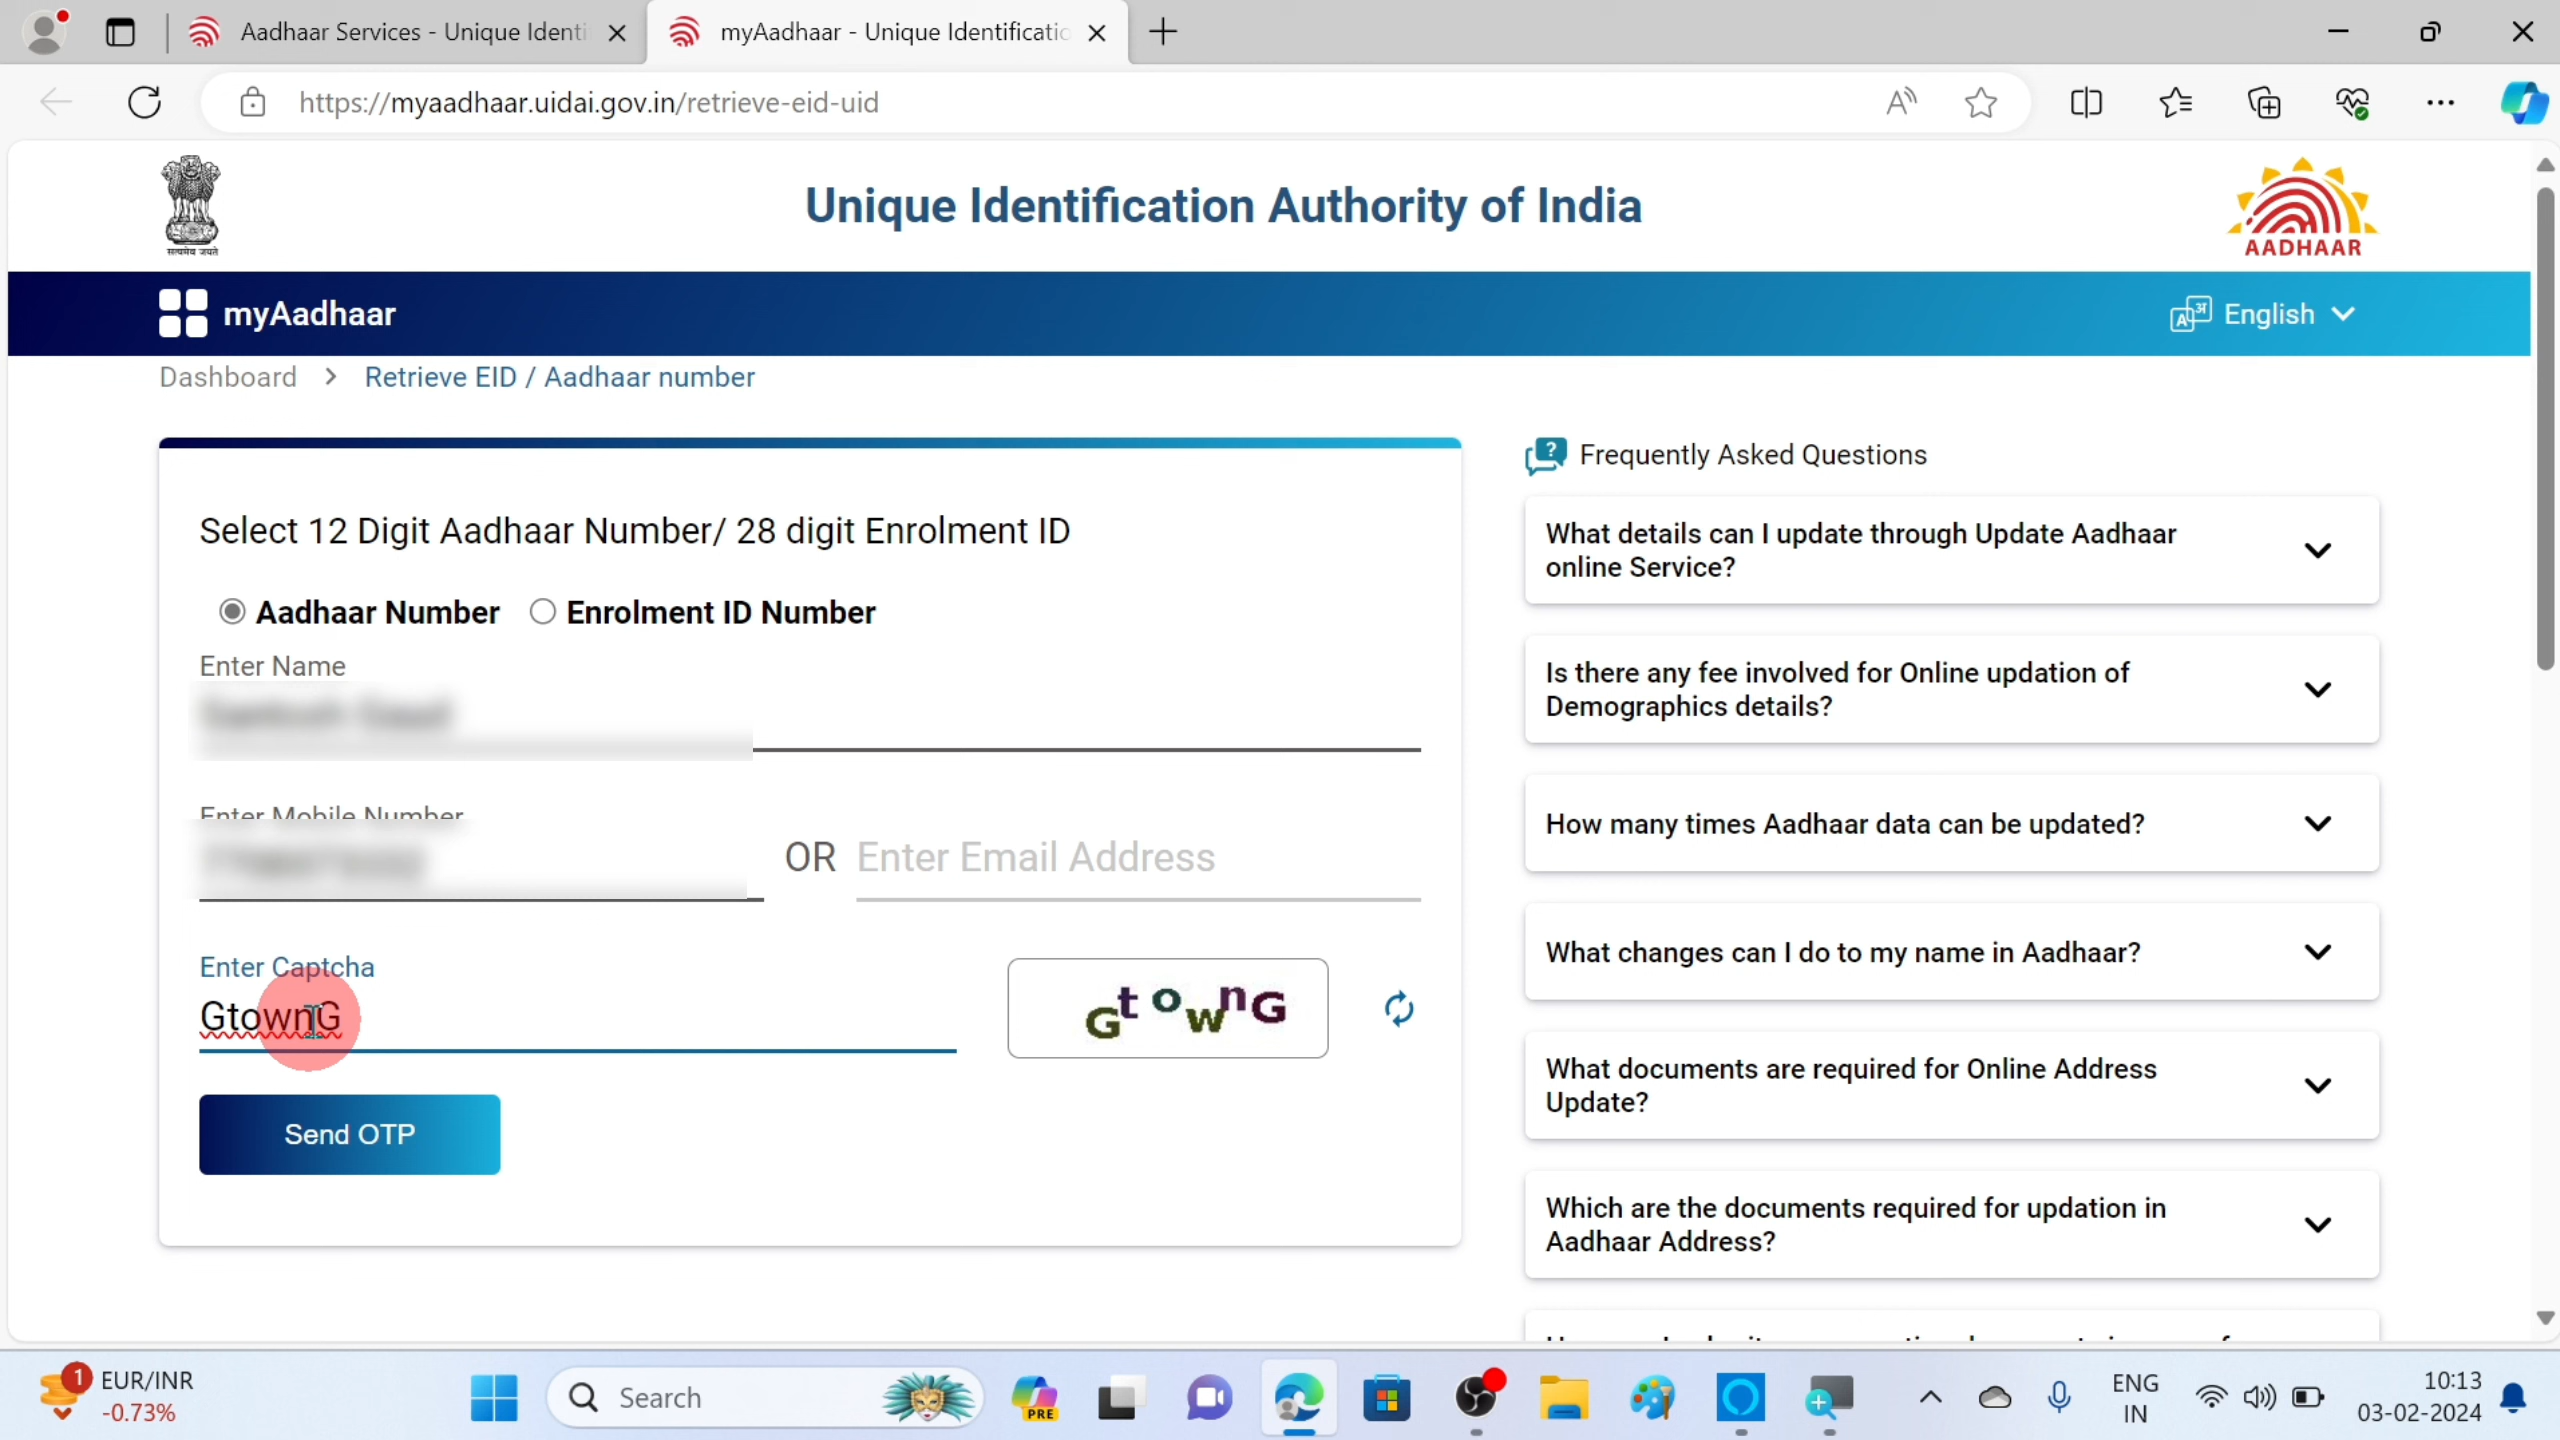 Aadhaar Services - Unique Identi
myAadhaar - Unique Identificatio
https://myaadhaar.uidai.gov.in/retrieve-eid-uid
सत्यमेव जयते
Unique Identification Authority of India
AADHAAR
myAadhaar
English
Dashboard > Retrieve EID / Aadhaar number
Select 12 Digit Aadhaar Number/ 28 digit Enrolment ID
Aadhaar Number Enrolment ID Number
Enter Name
Enter Mobile Number
OR Enter Email Address
Enter Captcha
GtownG
GtownG
Send OTP
Frequently Asked Questions
What details can I update through Update Aadhaar
online Service?
Is there any fee involved for Online updation of
Demographics details?
How many times Aadhaar data can be updated?
What changes can I do to my name in Aadhaar?
What documents are required for Online Address
Update?
Which are the documents required for updation in
Aadhaar Address?
1
EUR/INR
-0.73%
Search
PRE
ENG
IN
10:13
03-02-2024